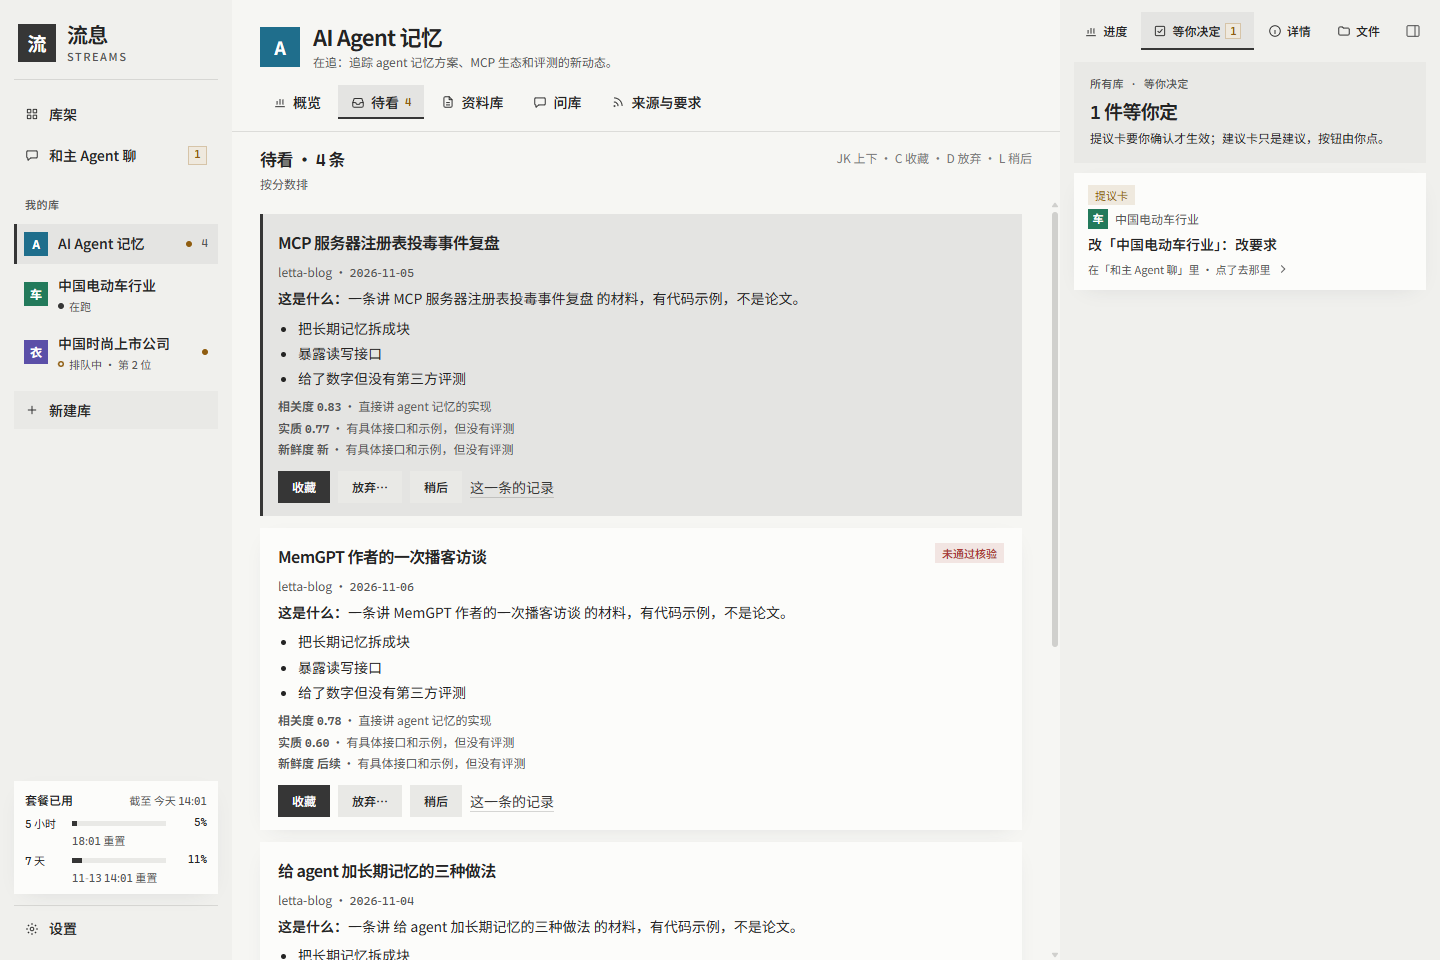 流
流息
STREAMS
库架
和主 Agent 聊 1
我的库
A AI Agent 记忆 4
车 中国电动车行业
在跑
衣 中国时尚上市公司
排队中 · 第 2 位
新建库
套餐已用 截至 今天 14:01
5 小时 5%
18:01 重置
7 天 11%
11-13 14:01 重置
设置
A
AI Agent 记忆
在追：追踪 agent 记忆方案、MCP 生态和评测的新动态。
概览 待看 4 资料库 问库 来源与要求
待看 · 4 条 JK 上下 · C 收藏 · D 放弃 · L 稍后
按分数排
MCP 服务器注册表投毒事件复盘
letta-blog · 2026-11-05
这是什么：一条讲 MCP 服务器注册表投毒事件复盘 的材料，有代码示例，不是论文。
• 把长期记忆拆成块
• 暴露读写接口
• 给了数字但没有第三方评测
相关度 0.83 · 直接讲 agent 记忆的实现
实质 0.77 · 有具体接口和示例，但没有评测
新鲜度 新 · 有具体接口和示例，但没有评测
收藏 放弃… 稍后 这一条的记录
MemGPT 作者的一次播客访谈 未通过核验
letta-blog · 2026-11-06
这是什么：一条讲 MemGPT 作者的一次播客访谈 的材料，有代码示例，不是论文。
• 把长期记忆拆成块
• 暴露读写接口
• 给了数字但没有第三方评测
相关度 0.78 · 直接讲 agent 记忆的实现
实质 0.60 · 有具体接口和示例，但没有评测
新鲜度 后续 · 有具体接口和示例，但没有评测
收藏 放弃… 稍后 这一条的记录
给 agent 加长期记忆的三种做法
letta-blog · 2026-11-04
这是什么：一条讲 给 agent 加长期记忆的三种做法 的材料，有代码示例，不是论文。
• 把长期记忆拆成块
进度 等你决定 1 详情 文件
所有库 · 等你决定
1 件等你定
提议卡要你确认才生效；建议卡只是建议，按钮由你点。
提议卡
车 中国电动车行业
改「中国电动车行业」：改要求
在「和主 Agent 聊」里 · 点了去那里